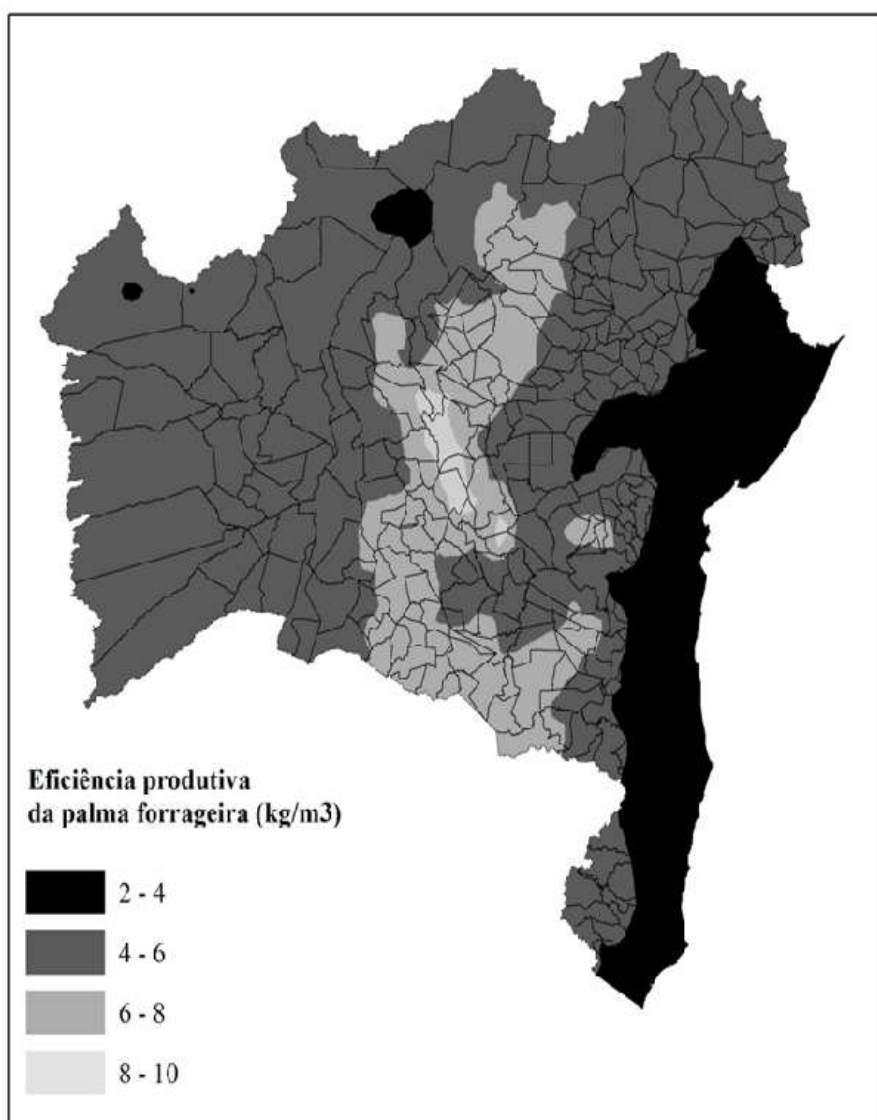 Eficiência produtiva
da palma forrageira (kg/m3)
2 - 4
4 - 6
6 - 8
8 - 10